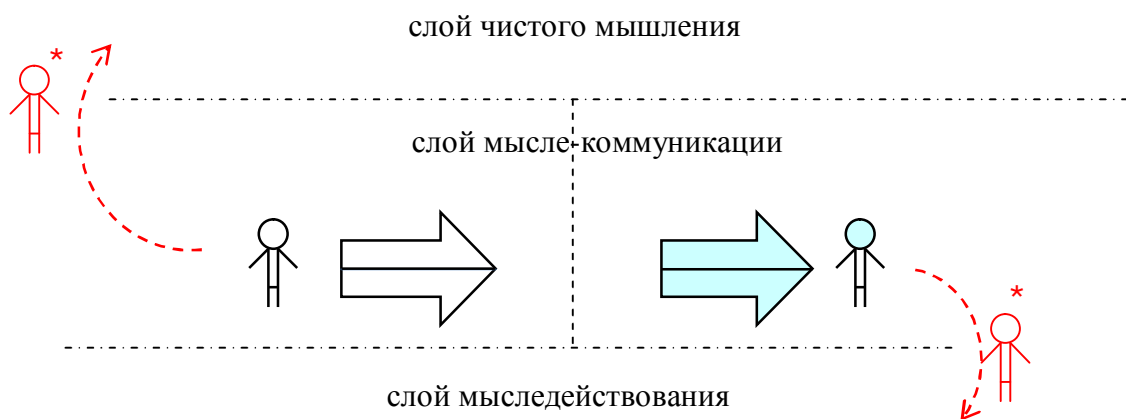 слой чистого мышления
*
слой мысле-коммуникации
*
слой мыследействования